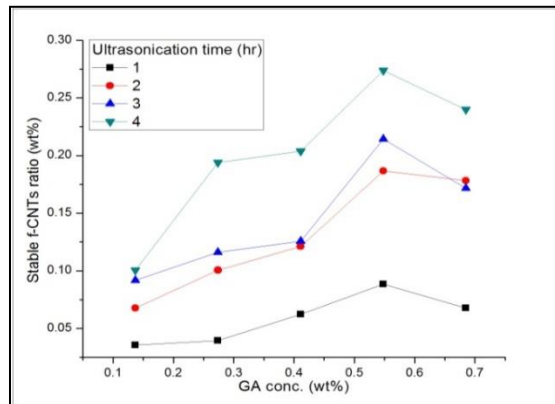 Ultrasonication time (hr)
1
2
3
4
0.30
0.25
0.20
0.15
0.10
0.05
Stable f-CNTs ratio (wt%)
0.1 0.2 0.3 0.4 0.5 0.6 0.7
GA conc. (wt%)